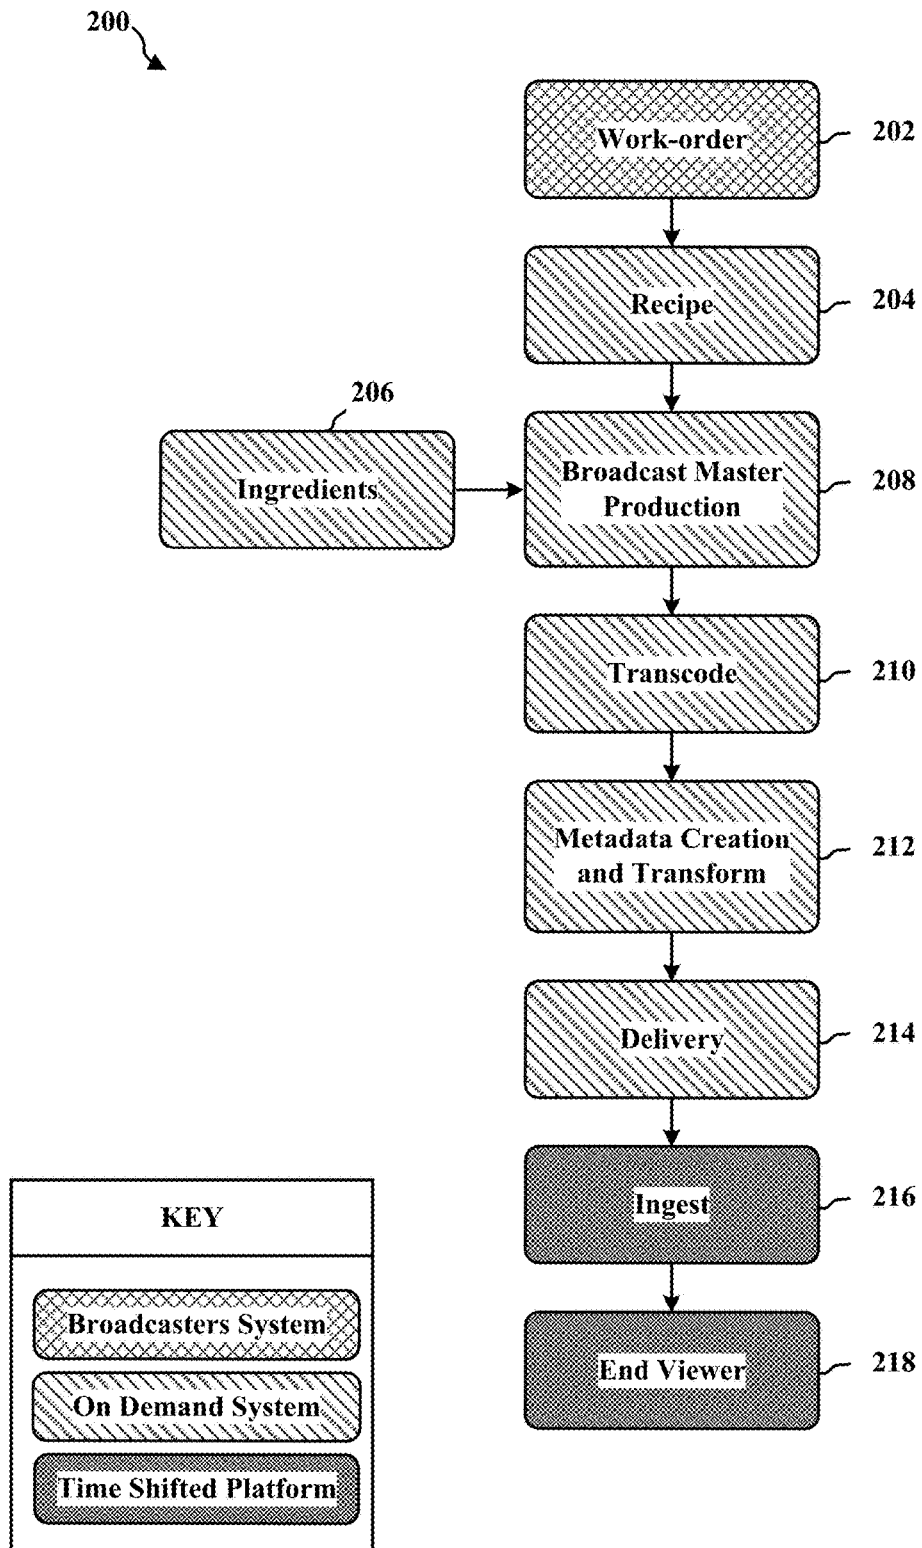 200
Work-order
202
Recipe
204
206
Ingredients
Broadcast Master
Production
208
Transcode
210
Metadata Creation
and Transform
212
Delivery
214
Ingest
216
End Viewer
218
KEY
Broadcasters System
On Demand System
Time Shifted Platform